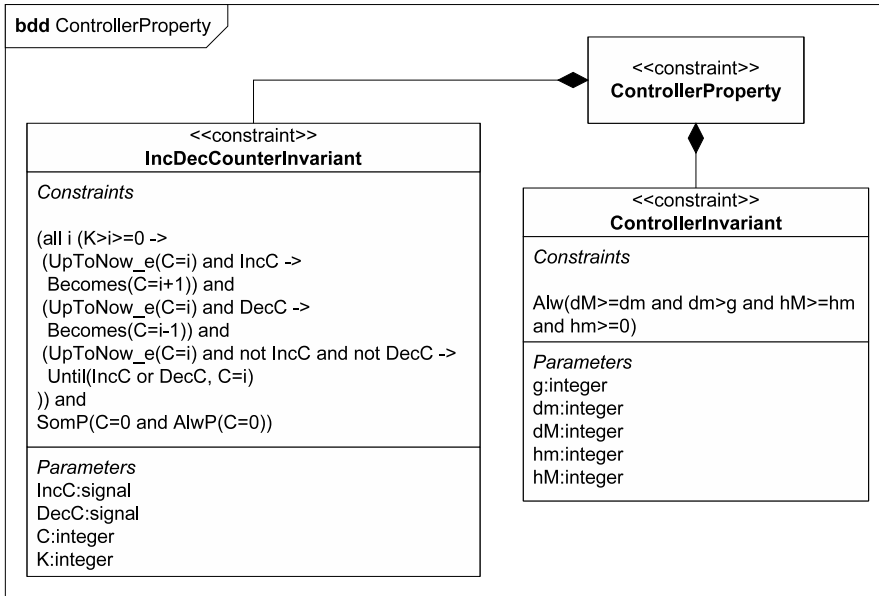 bdd ControllerProperty
<<constraint>>
ControllerProperty
<<constraint>>
IncDecCounterInvariant
Constraints
(all i (K>i>=0 ->
(UpToNow_e(C=i) and IncC ->
Becomes(C=i+1)) and
(UpToNow_e(C=i) and DecC ->
Becomes(C=i-1)) and
(UpToNow_e(C=i) and not IncC and not DecC ->
Until(IncC or DecC, C=i)
)) and
SomP(C=0 and AlwP(C=0))
Parameters
IncC:signal
DecC:signal
C:integer
K:integer
<<constraint>>
ControllerInvariant
Constraints
Alw(dM>=dm and dm>g and hM>=hm
and hm>=0)
Parameters
g:integer
dm:integer
dM:integer
hm:integer
hM:integer